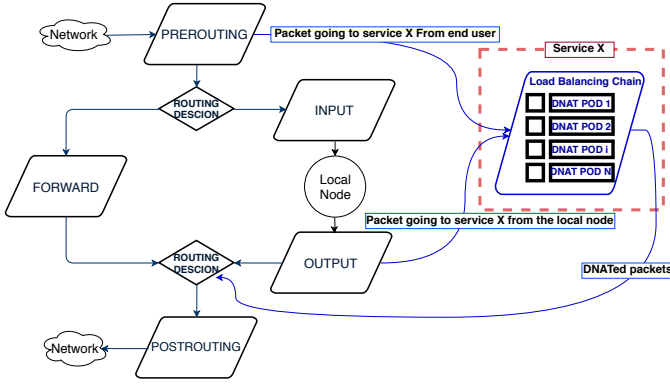 Network
PREROUTING
Packet going to service X From end user
Service X
Load Balancing Chain
DNAT POD 1
DNAT POD 2
DNAT POD i
DNAT POD N
ROUTING
DESCION
INPUT
FORWARD
Local
Node
Packet going to service X from the local node
ROUTING
DESCION
OUTPUT
DNATed packets
Network
POSTROUTING